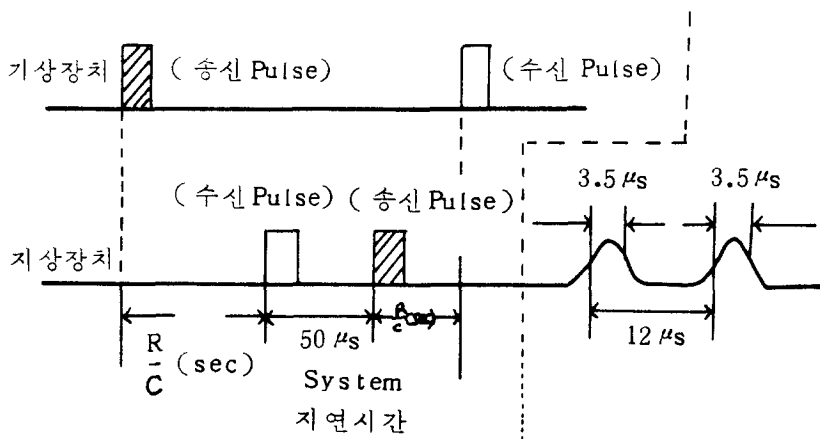 기상장치 (송신 Pulse) (수신 Pulse)
3.5 μs 3.5 μs
(수신 Pulse) (송신 Pulse)
지상장치
R/C (sec) 50 μs R/C 12 μs
System
지연시간